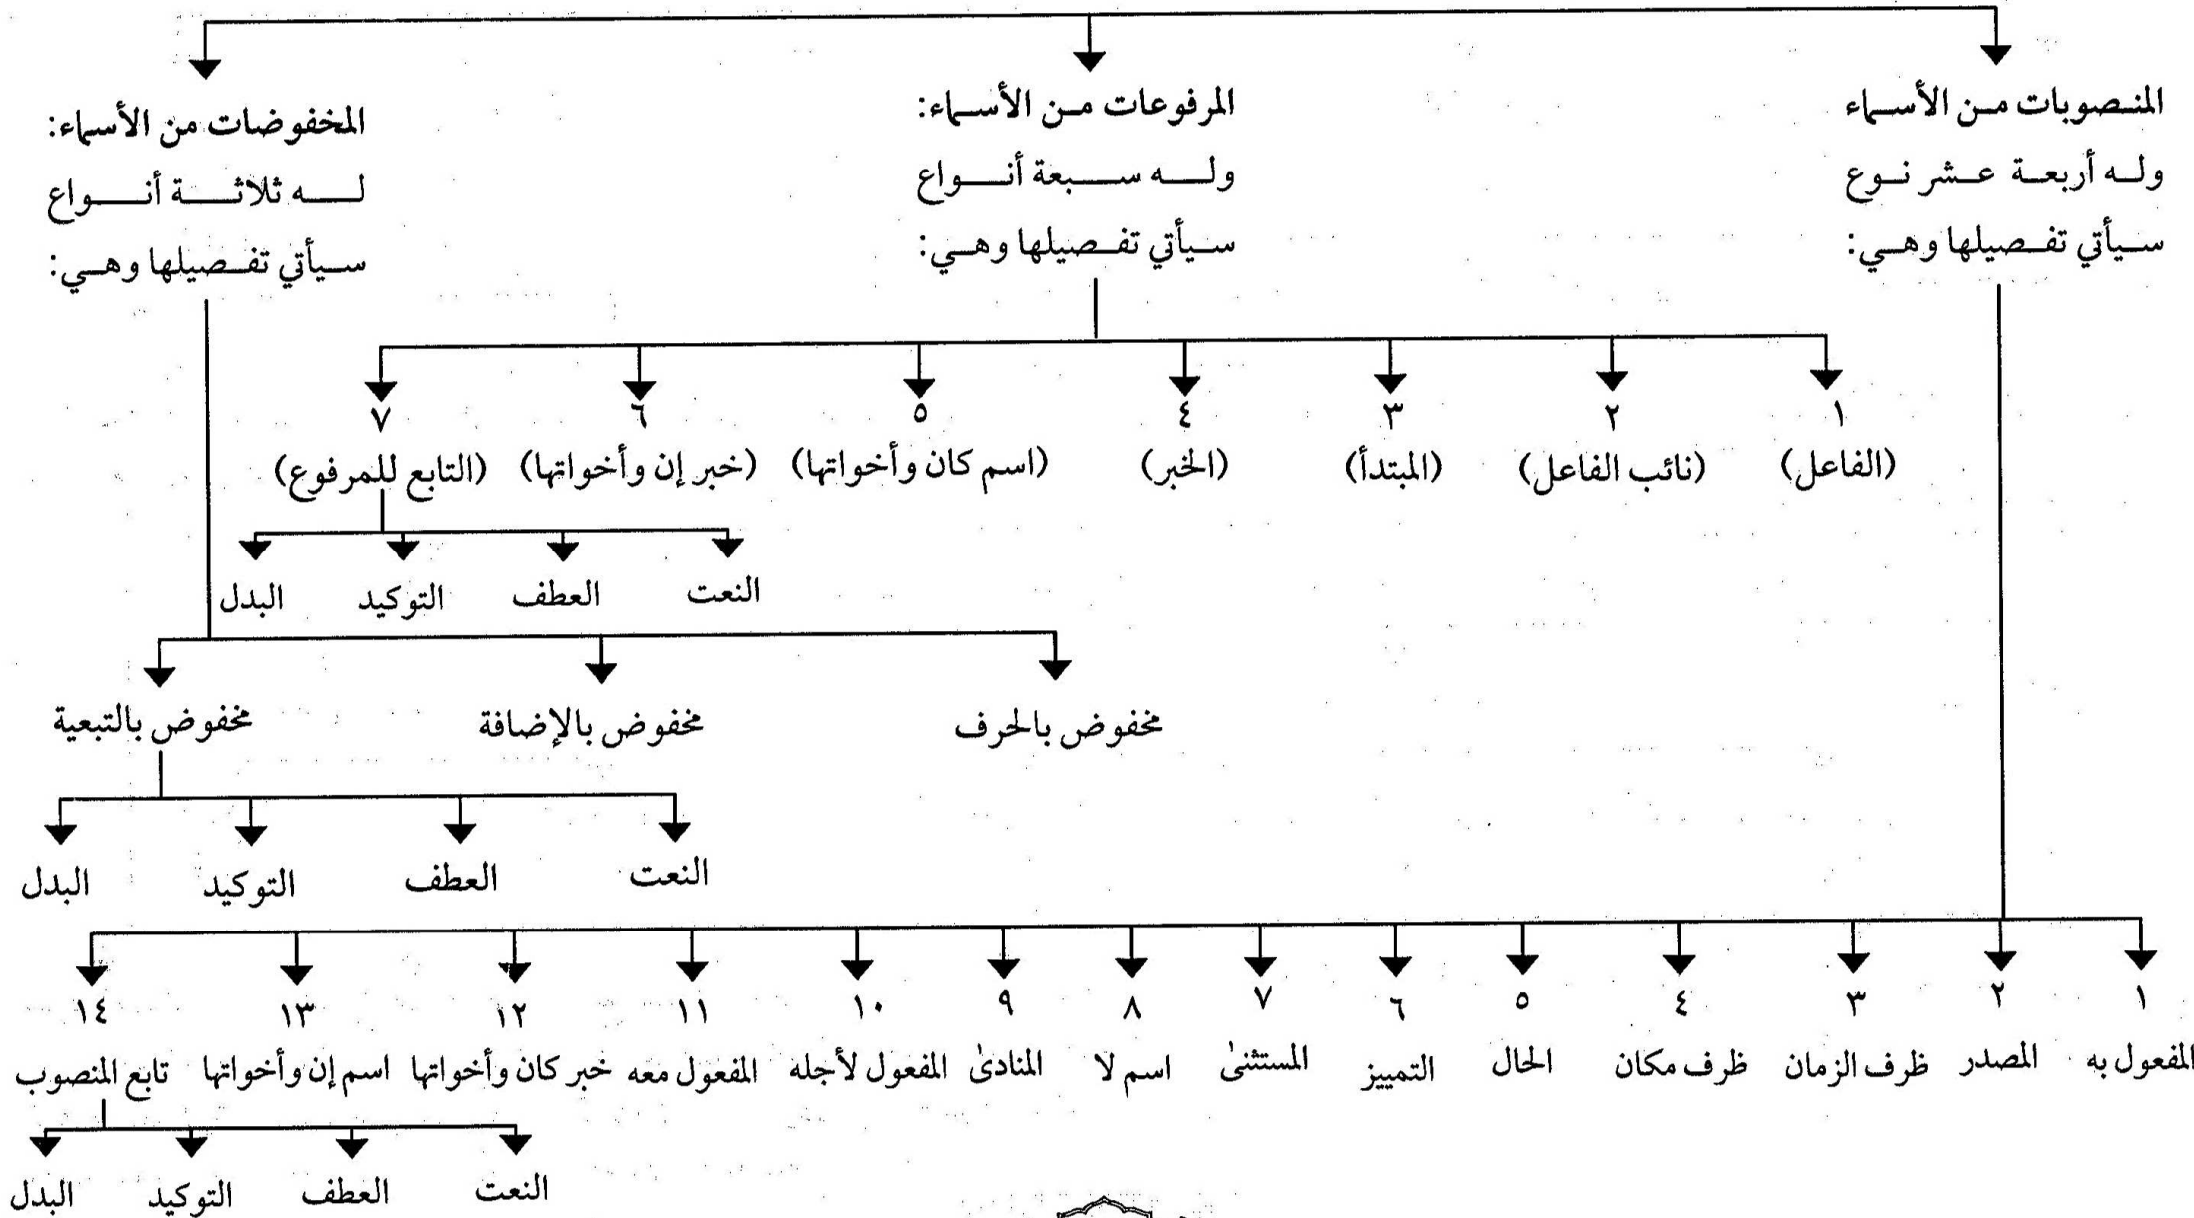 المنصوبات من الأسماء
وله أربعة عشر نوع
سيأتي تفصيلها وهي:
المرفوعات من الأسماء:
وله سبعة أنواع
سيأتي تفصيلها وهي:
المخفوضات من الأسماء:
له ثلاثة أنواع
سيأتي تفصيلها وهي:
١ ٢ ٣ ٤ ٥ ٦ ٧
(الفاعل) (نائب الفاعل) (المبتدأ) (الخبر) (اسم كان وأخواتها) (خبر إن وأخواتها) (التابع للمرفوع)
النعت العطف التوكيد البدل
مخفوض بالحرف مخفوض بالإضافة مخفوض بالتبعية
النعت العطف التوكيد البدل
١ ٢ ٣ ٤ ٥ ٦ ٧ ٨ ٩ ١٠ ١١ ١٢ ١٣ ١٤
المفعول به المصدر ظرف الزمان ظرف مكان الحال التمييز المستثنىٰ اسم لا المنادىٰ المفعول لأجله المفعول معه خبر كان وأخواتها اسم إن وأخواتها تابع المنصوب
النعت العطف التوكيد البدل